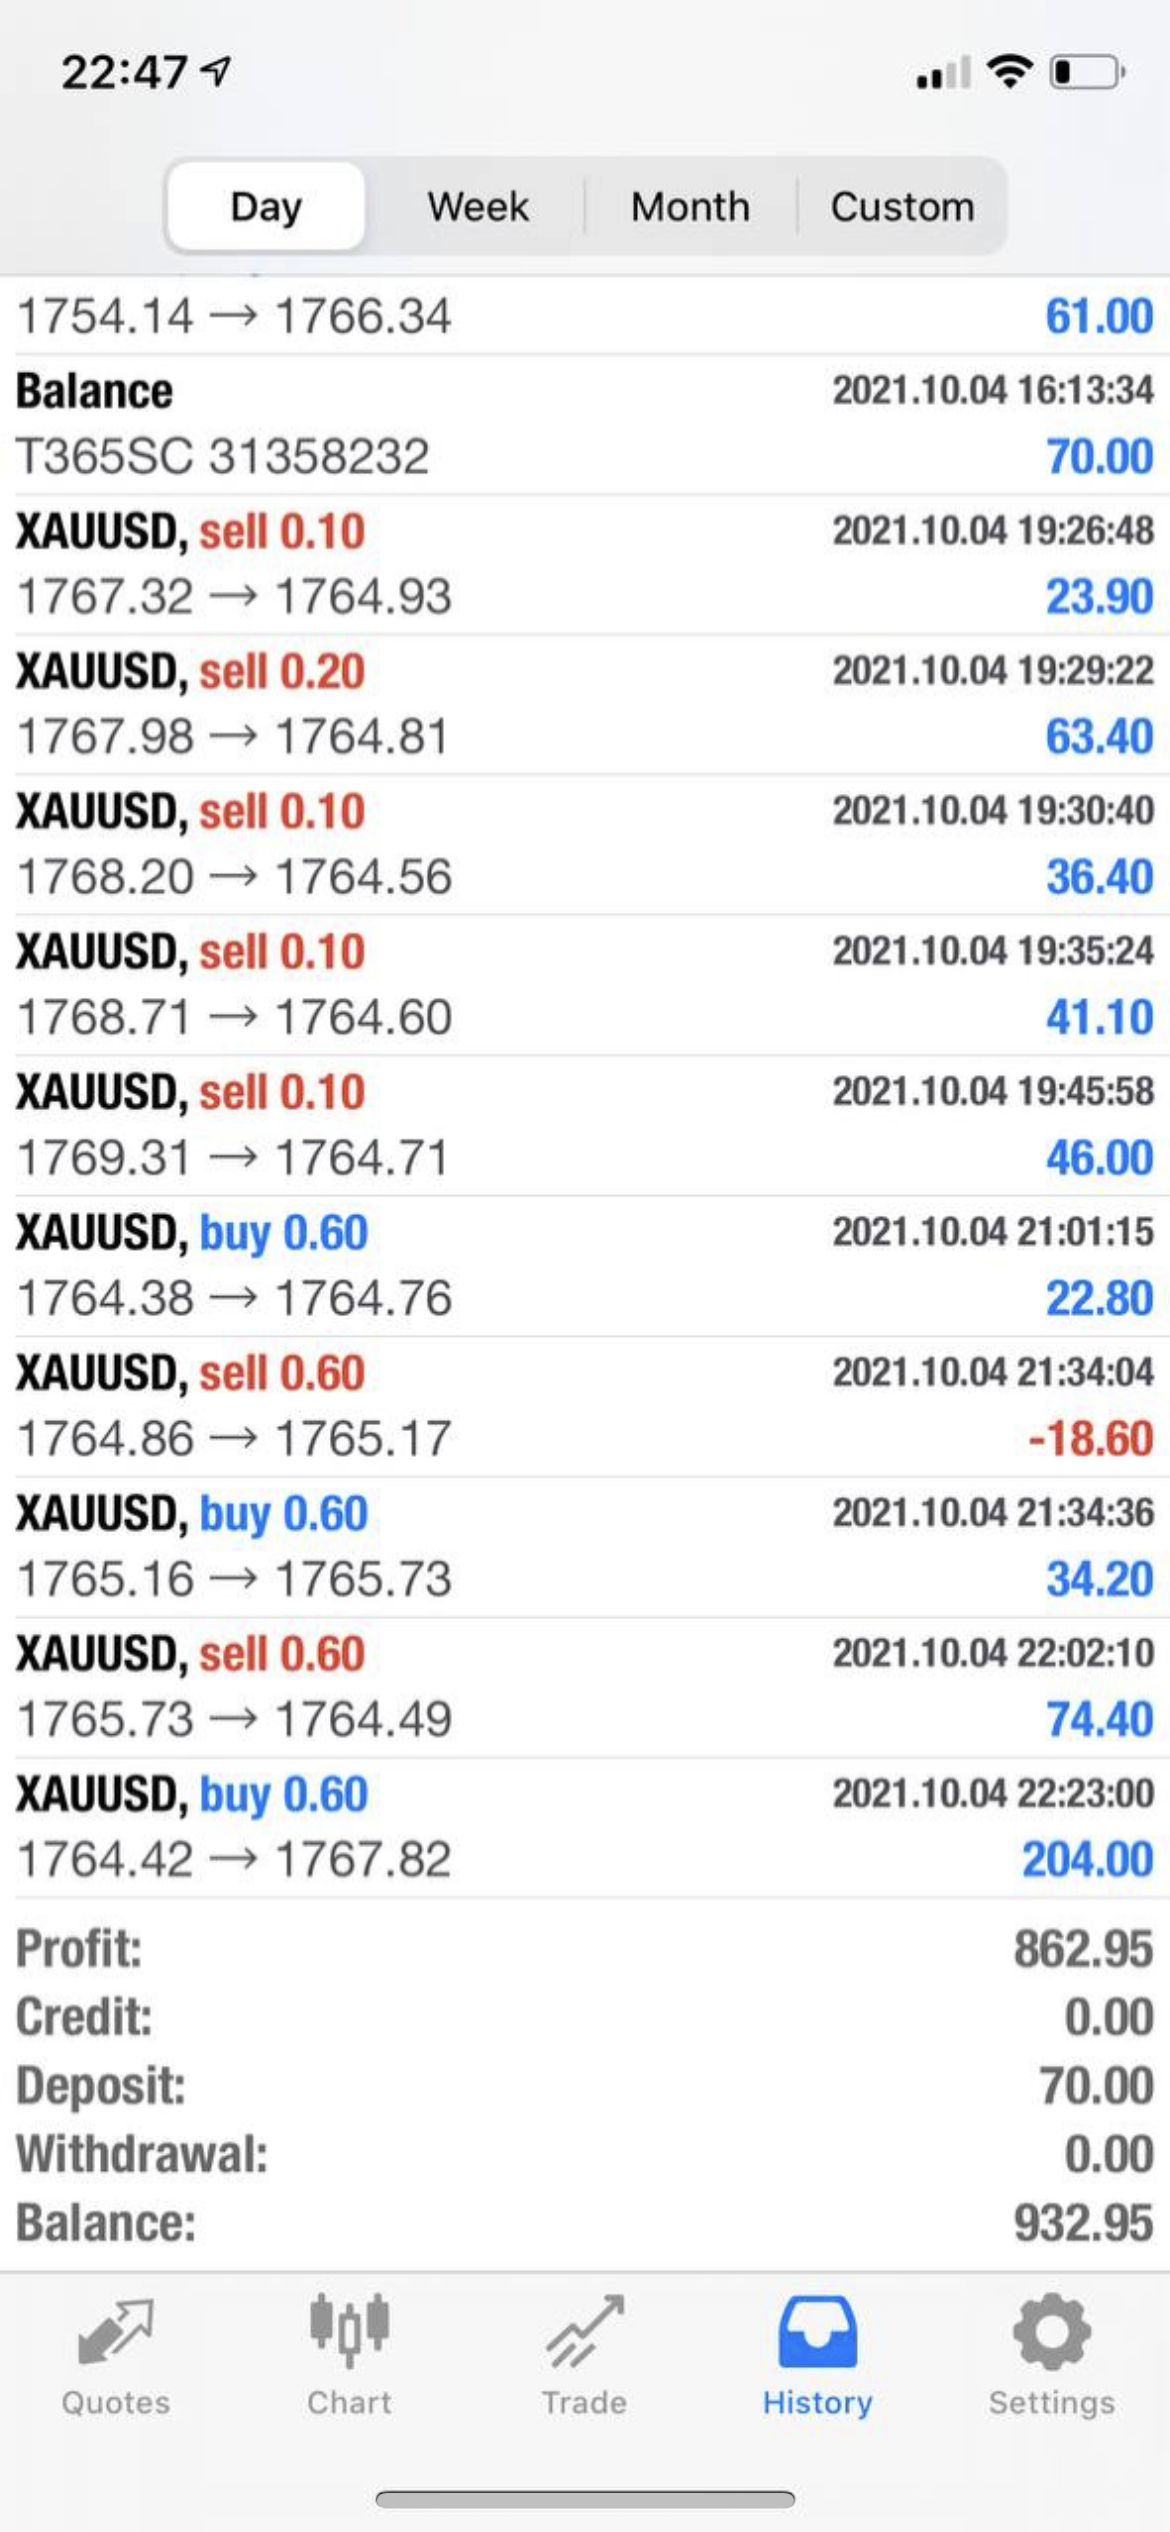 22:47
Day Week Month Custom
1754.14 → 1766.34 61.00
Balance 2021.10.04 16:13:34
T365SC 31358232 70.00
XAUUSD, sell 0.10 2021.10.04 19:26:48
1767.32 → 1764.93 23.90
XAUUSD, sell 0.20 2021.10.04 19:29:22
1767.98 → 1764.81 63.40
XAUUSD, sell 0.10 2021.10.04 19:30:40
1768.20 → 1764.56 36.40
XAUUSD, sell 0.10 2021.10.04 19:35:24
1768.71 → 1764.60 41.10
XAUUSD, sell 0.10 2021.10.04 19:45:58
1769.31 → 1764.71 46.00
XAUUSD, buy 0.60 2021.10.04 21:01:15
1764.38 → 1764.76 22.80
XAUUSD, sell 0.60 2021.10.04 21:34:04
1764.86 → 1765.17 -18.60
XAUUSD, buy 0.60 2021.10.04 21:34:36
1765.16 → 1765.73 34.20
XAUUSD, sell 0.60 2021.10.04 22:02:10
1765.73 → 1764.49 74.40
XAUUSD, buy 0.60 2021.10.04 22:23:00
1764.42 → 1767.82 204.00
Profit: 862.95
Credit: 0.00
Deposit: 70.00
Withdrawal: 0.00
Balance: 932.95
Quotes Chart Trade History Settings